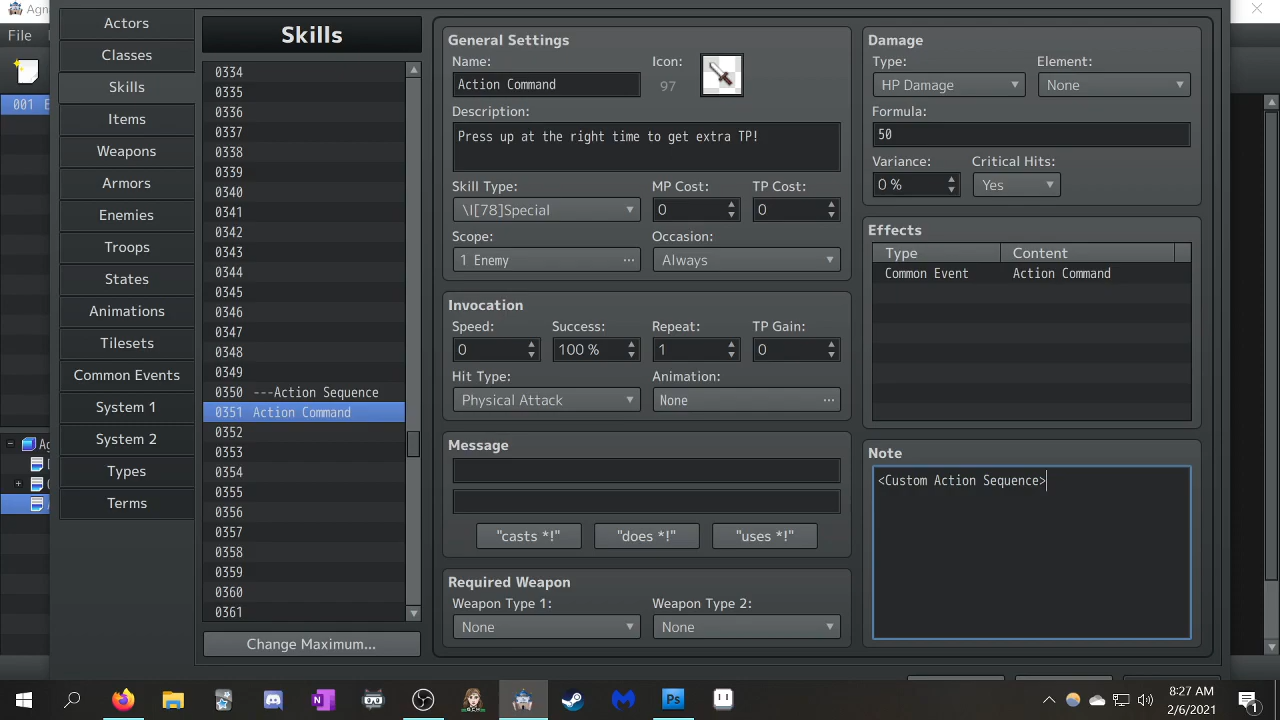 Agn
File
001 E
Ag
Actors
Classes
Skills
Items
Weapons
Armors
Enemies
Troops
States
Animations
Tilesets
Common Events
System 1
System 2
Types
Terms
Skills
0334
0335
0336
0337
0338
0339
0340
0341
0342
0343
0344
0345
0346
0347
0348
0349
0350 ---Action Sequence
0351 Action Command
0352
0353
0354
0355
0356
0357
0358
0359
0360
0361
Change Maximum...
General Settings
Name: Icon:
Action Command 97
Description:
Press up at the right time to get extra TP!
Skill Type: MP Cost: TP Cost:
\I[78]Special 0 0
Scope: Occasion:
1 Enemy ... Always
Invocation
Speed: Success: Repeat: TP Gain:
0 100 % 1 0
Hit Type: Animation:
Physical Attack None ...
Message
"casts *!" "does *!" "uses *!"
Required Weapon
Weapon Type 1: Weapon Type 2:
None None
Damage
Type: Element:
HP Damage None
Formula:
50
Variance: Critical Hits:
0 % Yes
Effects
Type Content
Common Event Action Command
Note
<Custom Action Sequence>
Ps
8:27 AM
2/6/2021
1